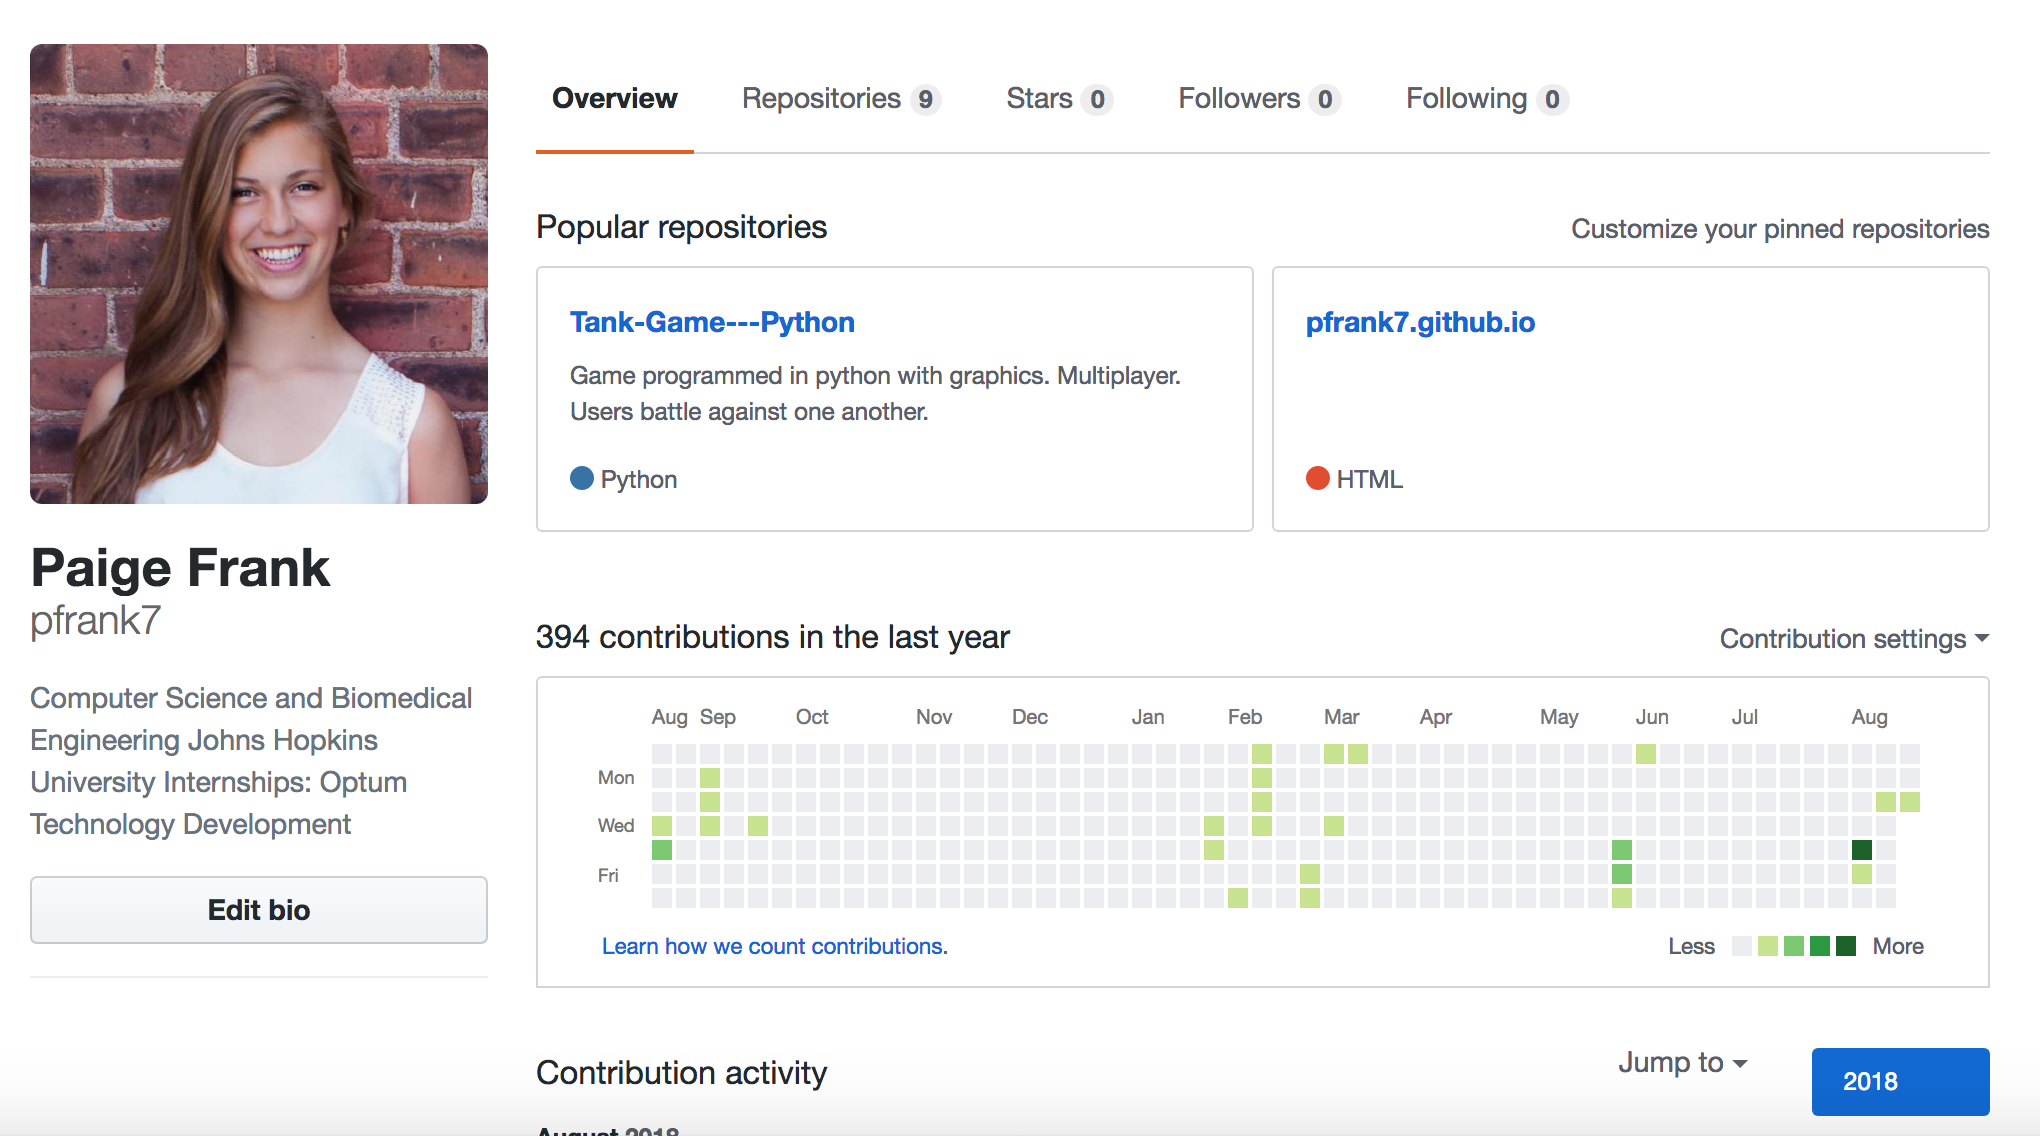 Overview
Repositories 9
Stars 0
Followers 0
Following 0
Popular repositories
Customize your pinned repositories
Tank-Game---Python
Game programmed in python with graphics. Multiplayer.
Users battle against one another.
Python
pfrank7.github.io
HTML
Paige Frank
pfrank7
Computer Science and Biomedical
Engineering Johns Hopkins
University Internships: Optum
Technology Development
Edit bio
394 contributions in the last year
Contribution settings
Aug Sep Oct Nov Dec Jan Feb Mar Apr May Jun Jul Aug
Mon
Wed
Fri
Learn how we count contributions.
Less More
Contribution activity
Jump to
2018
August 2018